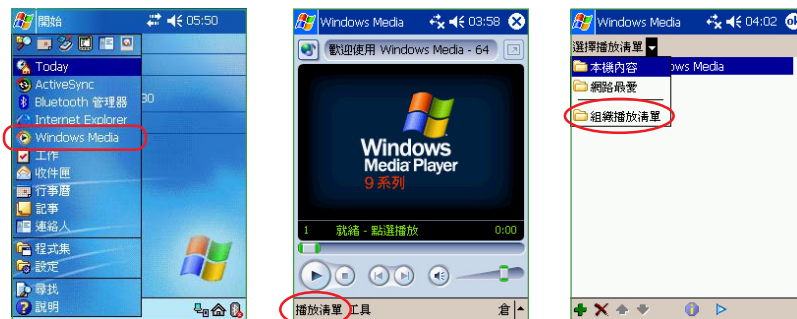 開始 05:50
Today
ActiveSync
Bluetooth 管理器
Internet Explorer
Windows Media
工作
收件匣
行事曆
記事
連絡人
程式集
設定
尋找
說明
30
Windows Media 03:58
歡迎使用 Windows Media - 64
Windows
Media Player
9 系列
1 就緒 - 點選播放 0:00
播放清單 工具
Windows Media 04:02 ok
選擇播放清單
本機內容
ws Media
網路最愛
組織播放清單